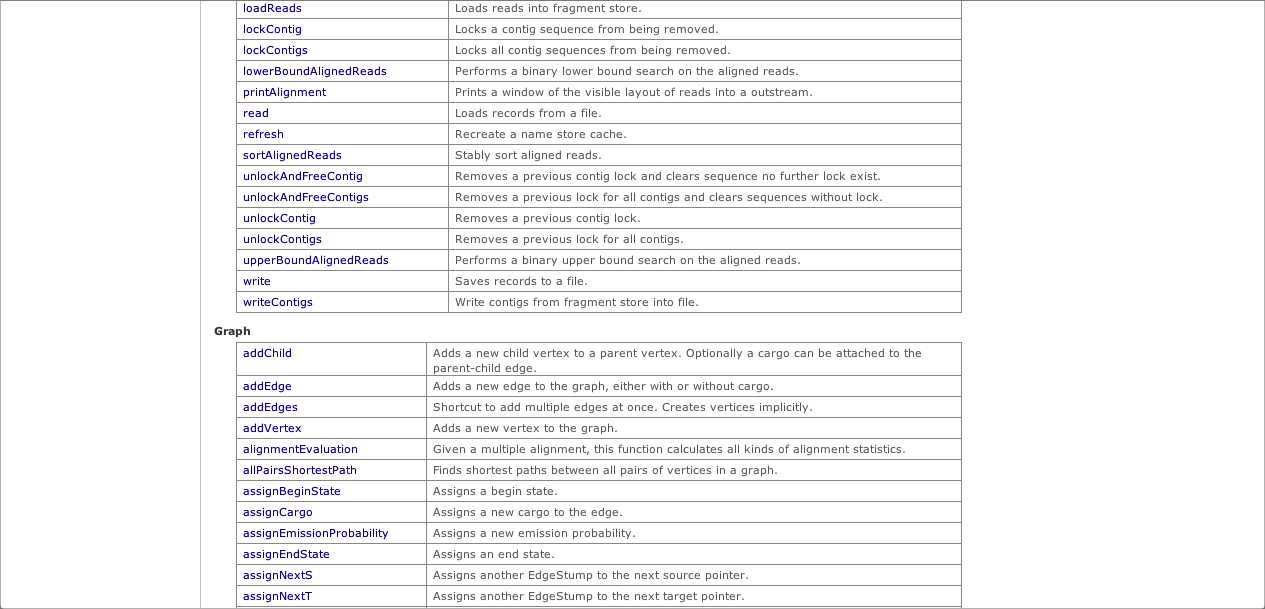 loadReads Loads reads into fragment store.
lockContig Locks a contig sequence from being removed.
lockContigs Locks all contig sequences from being removed.
lowerBoundAlignedReads Performs a binary lower bound search on the aligned reads.
printAlignment Prints a window of the visible layout of reads into a outstream.
read Loads records from a file.
refresh Recreate a name store cache.
sortAlignedReads Stably sort aligned reads.
unlockAndFreeContig Removes a previous contig lock and clears sequence no further lock exist.
unlockAndFreeContigs Removes a previous lock for all contigs and clears sequences without lock.
unlockContig Removes a previous contig lock.
unlockContigs Removes a previous lock for all contigs.
upperBoundAlignedReads Performs a binary upper bound search on the aligned reads.
write Saves records to a file.
writeContigs Write contigs from fragment store into file.
Graph
addChild Adds a new child vertex to a parent vertex. Optionally a cargo can be attached to the
parent-child edge.
addEdge Adds a new edge to the graph, either with or without cargo.
addEdges Shortcut to add multiple edges at once. Creates vertices implicitly.
addVertex Adds a new vertex to the graph.
alignmentEvaluation Given a multiple alignment, this function calculates all kinds of alignment statistics.
allPairsShortestPath Finds shortest paths between all pairs of vertices in a graph.
assignBeginState Assigns a begin state.
assignCargo Assigns a new cargo to the edge.
assignEmissionProbability Assigns a new emission probability.
assignEndState Assigns an end state.
assignNextS Assigns another EdgeStump to the next source pointer.
assignNextT Assigns another EdgeStump to the next target pointer.